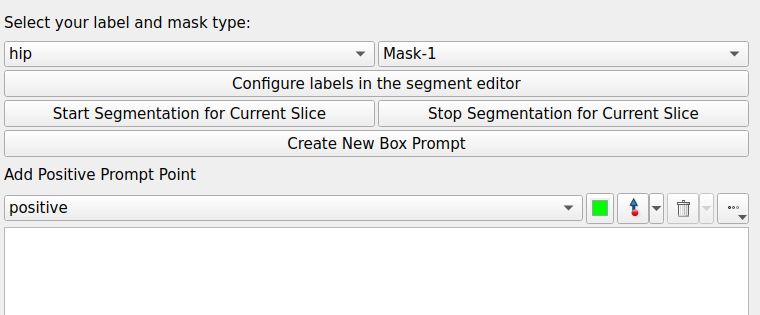 Select your label and mask type:
hip Mask-1
Configure labels in the segment editor
Start Segmentation for Current Slice Stop Segmentation for Current Slice
Create New Box Prompt
Add Positive Prompt Point
positive